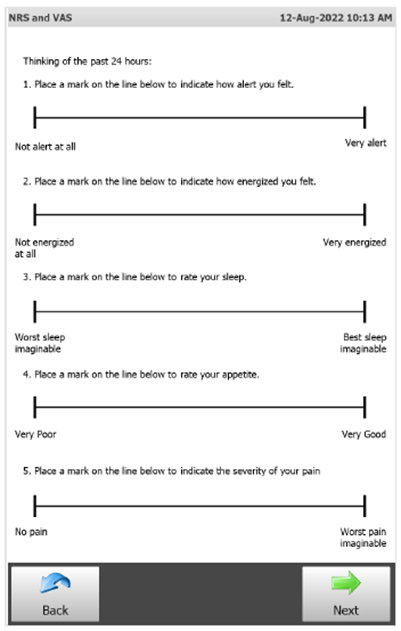 NRS and VAS 12-Aug-2022 10:13 AM
Thinking of the past 24 hours:
1. Place a mark on the line below to indicate how alert you felt.
Not alert at all Very alert
2. Place a mark on the line below to indicate how energized you felt.
Not energized Very energized
at all
3. Place a mark on the line below to rate your sleep.
Worst sleep Best sleep
imaginable imaginable
4. Place a mark on the line below to rate your appetite.
Very Poor Very Good
5. Place a mark on the line below to indicate the severity of your pain
No pain Worst pain
imaginable
Back Next